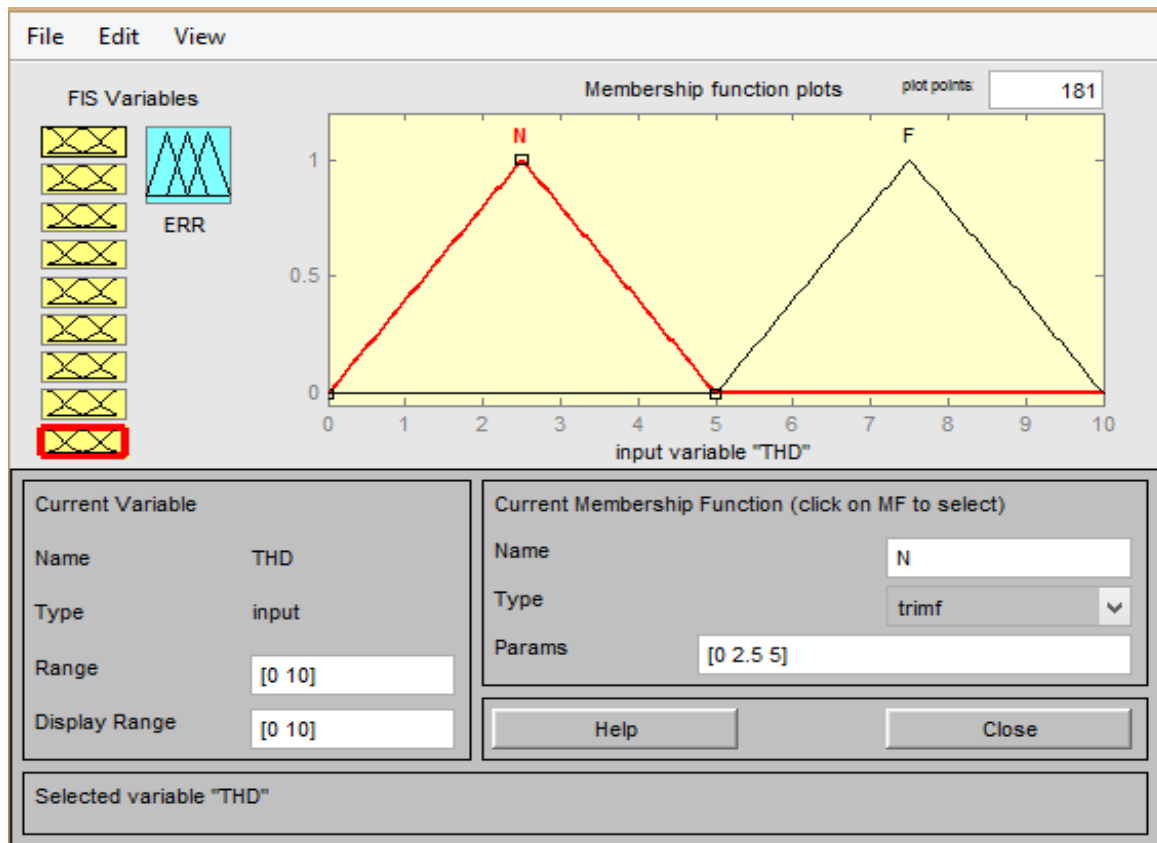 File Edit View
FIS Variables
Membership function plots
plot points:
181
ERR
N
F
1
0.5
0
0 1 2 3 4 5 6 7 8 9 10
input variable "THD"
Current Variable
Name THD
Type input
Range [0 10]
Display Range [0 10]
Current Membership Function (click on MF to select)
Name N
Type trimf
Params [0 2.5 5]
Help Close
Selected variable "THD"